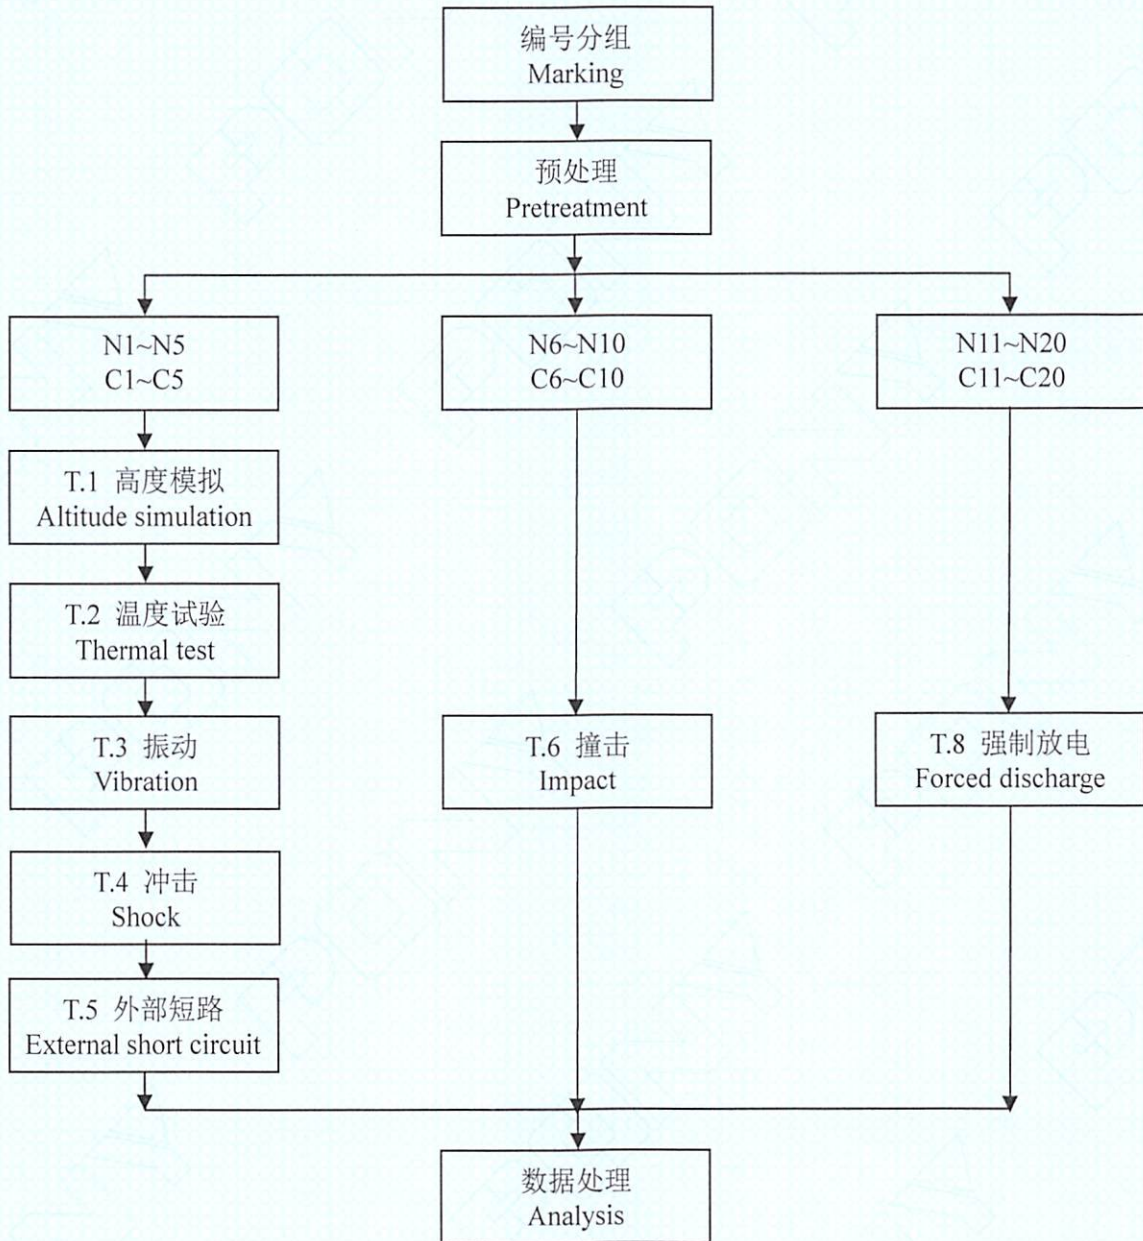 编号分组
Marking
预处理
Pretreatment
N1~N5
C1~C5
N6~N10
C6~C10
N11~N20
C11~C20
T.1 高度模拟
Altitude simulation
T.2 温度试验
Thermal test
T.3 振动
Vibration
T.6 撞击
Impact
T.8 强制放电
Forced discharge
T.4 冲击
Shock
T.5 外部短路
External short circuit
数据处理
Analysis